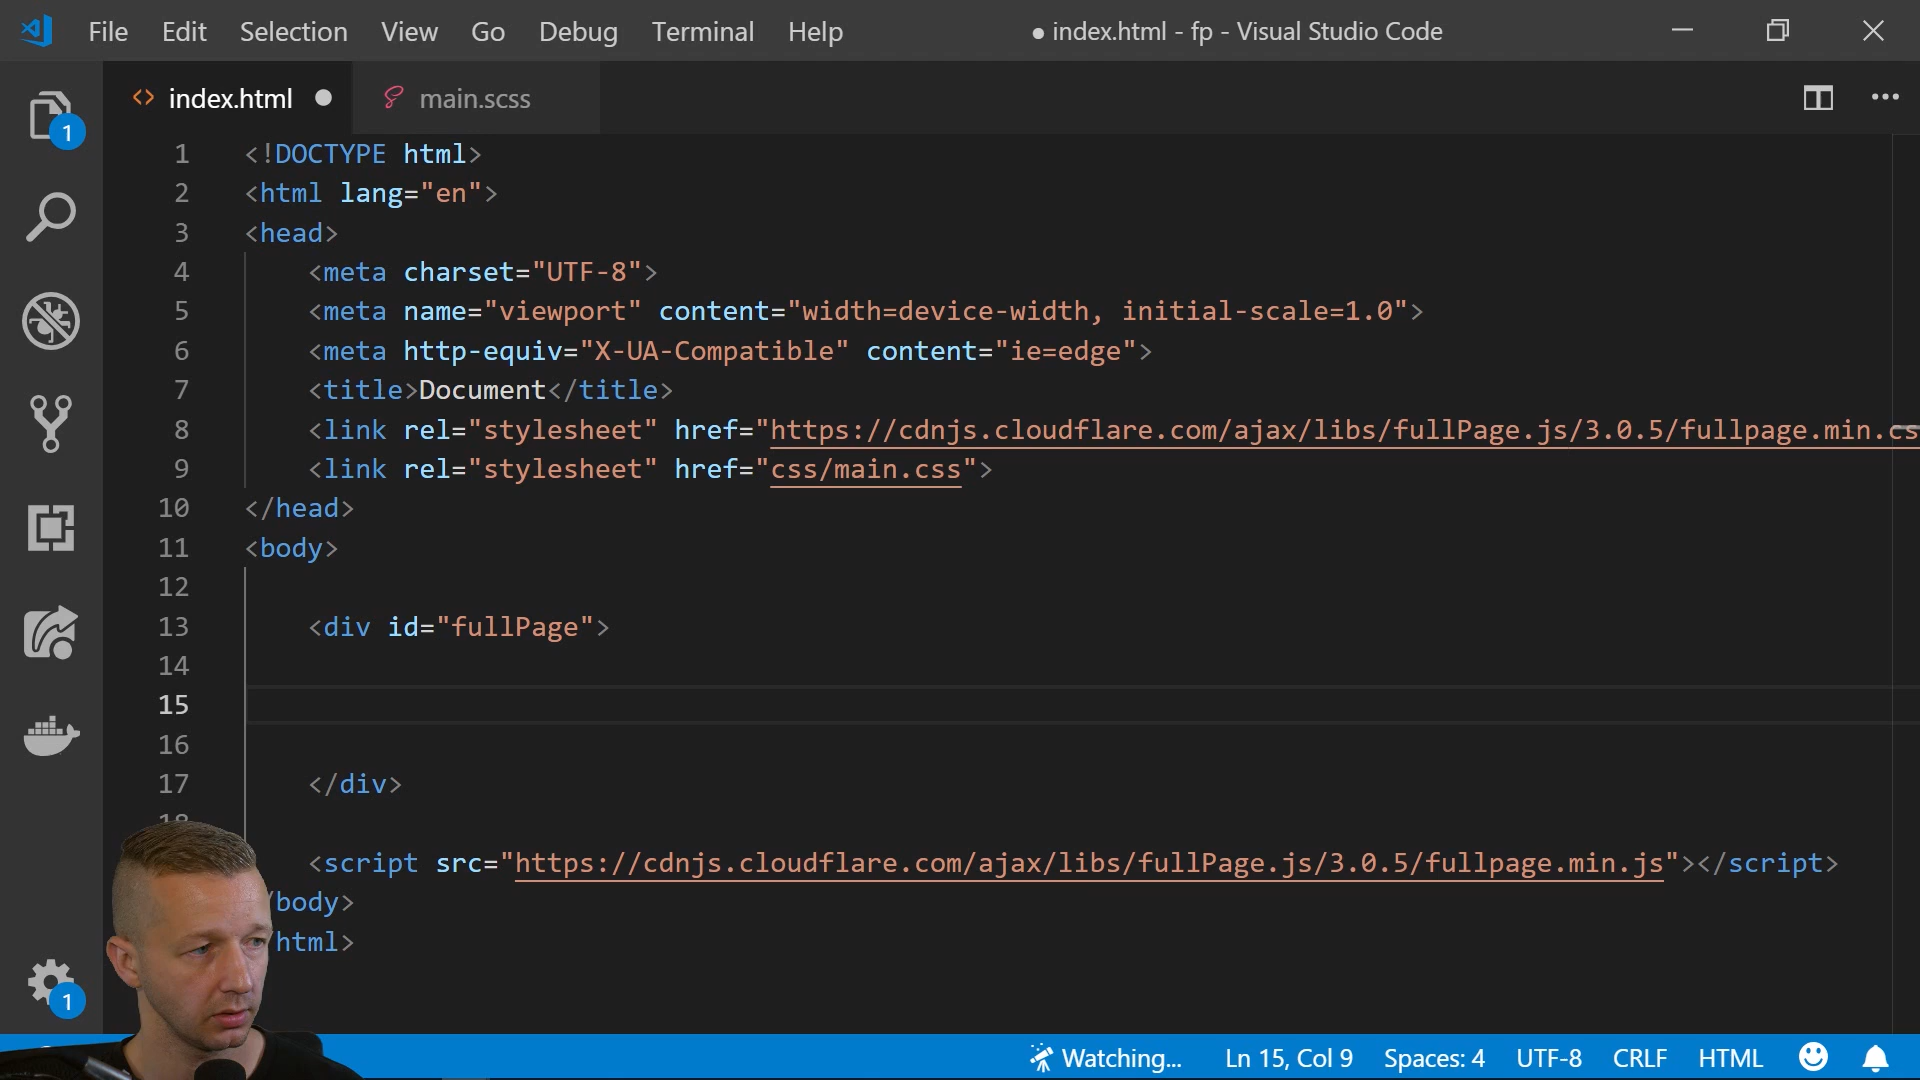 File Edit Selection View Go Debug Terminal Help ● index.html - fp - Visual Studio Code
index.html main.scss
1
1 <!DOCTYPE html>
2 <html lang="en">
3 <head>
4 <meta charset="UTF-8">
5 <meta name="viewport" content="width=device-width, initial-scale=1.0">
6 <meta http-equiv="X-UA-Compatible" content="ie=edge">
7 <title>Document</title>
8 <link rel="stylesheet" href="https://cdnjs.cloudflare.com/ajax/libs/fullPage.js/3.0.5/fullpage.min.cs
9 <link rel="stylesheet" href="css/main.css">
10 </head>
11 <body>
12
13 <div id="fullPage">
14
15
16
17 </div>
18
<script src="https://cdnjs.cloudflare.com/ajax/libs/fullPage.js/3.0.5/fullpage.min.js"></script>
/body>
html>
1
Watching... Ln 15, Col 9 Spaces: 4 UTF-8 CRLF HTML